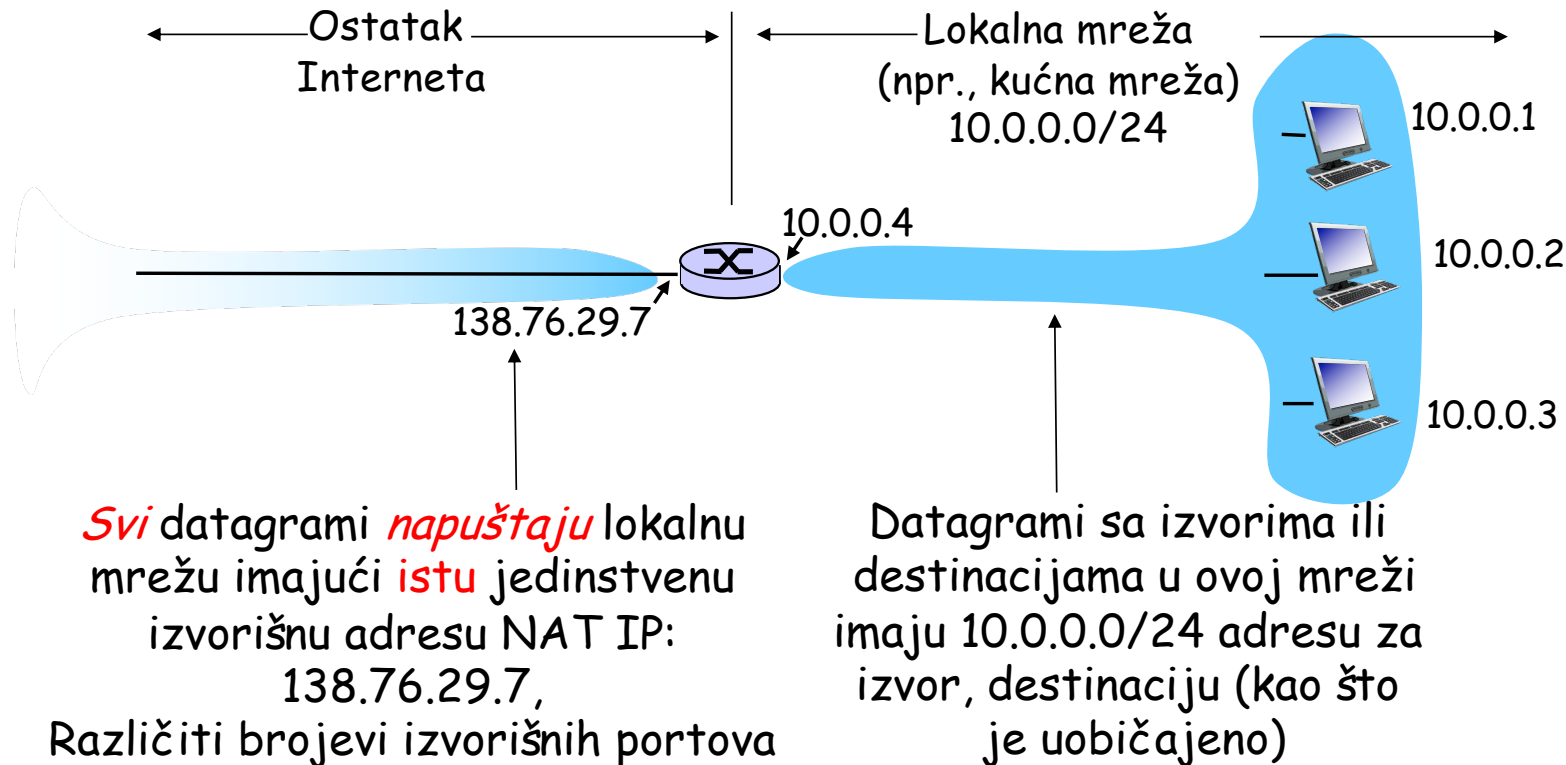 Ostatak
Interneta
Lokalna mreža
(npr., kućna mreža)
10.0.0.0/24
10.0.0.1
10.0.0.4
10.0.0.2
138.76.29.7
10.0.0.3
Svi datagrami napuštaju lokalnu
mrežu imajući istu jedinstvenu
izvorišnu adresu NAT IP:
138.76.29.7,
Različiti brojevi izvorišnih portova
Datagrami sa izvorima ili
destinacijama u ovoj mreži
imaju 10.0.0.0/24 adresu za
izvor, destinaciju (kao što
je uobičajeno)